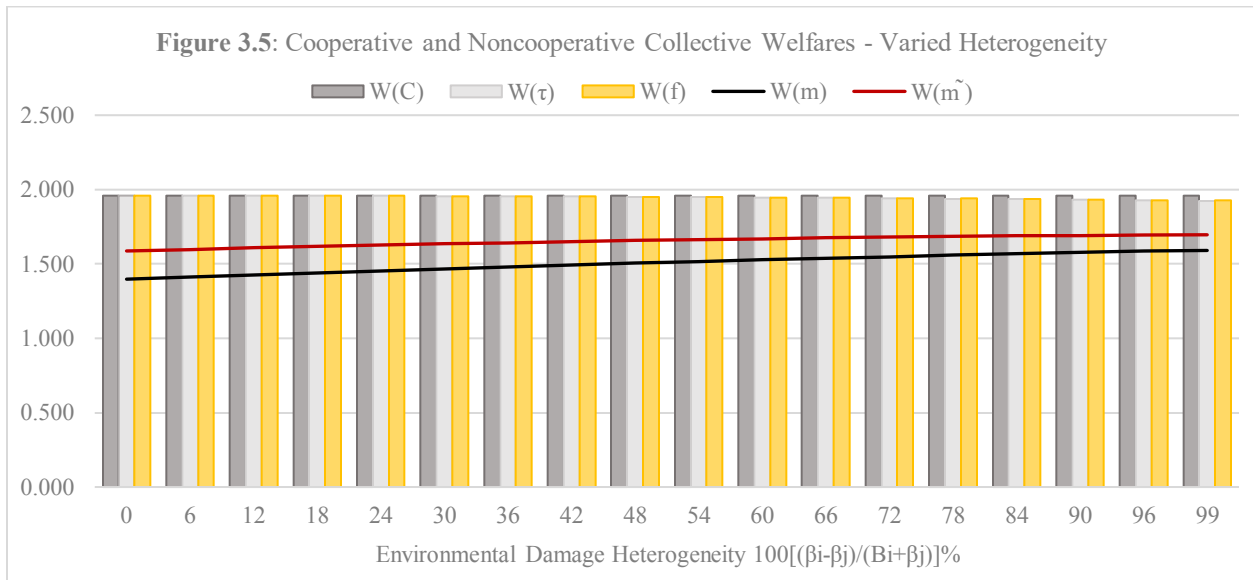 Figure 3.5: Cooperative and Noncooperative Collective Welfares - Varied Heterogeneity
W(C) W(τ) W(f) W(m) W(m̃)
2.500
2.000
1.500
1.000
0.500
0.000
0 6 12 18 24 30 36 42 48 54 60 66 72 78 84 90 96 99
Environmental Damage Heterogeneity 100[(βi-βj)/(Bi+βj)]%